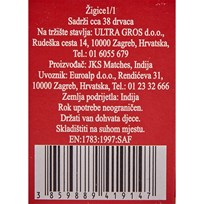 Žigice1/1
Sadrži cca 38 drvaca
Na tržište stavlja: ULTRA GROS d.o.o.,
Rudeška cesta 14, 10000 Zagreb, Hrvatska,
Tel.: 01 6055 679
Proizvođač: JKS Matches, Indija
Uvoznik: Euroalp d.o.o., Rendićeva 31,
10000 Zagreb, Hrvatska, Tel.: 01 23 32 666
Zemlja podrijetla: Indija
Rok upotrebe neograničen.
Držati van dohvata djece.
Skladištiti na suhom mjestu.
EN:1783:1997:SAF
3 859889 419147